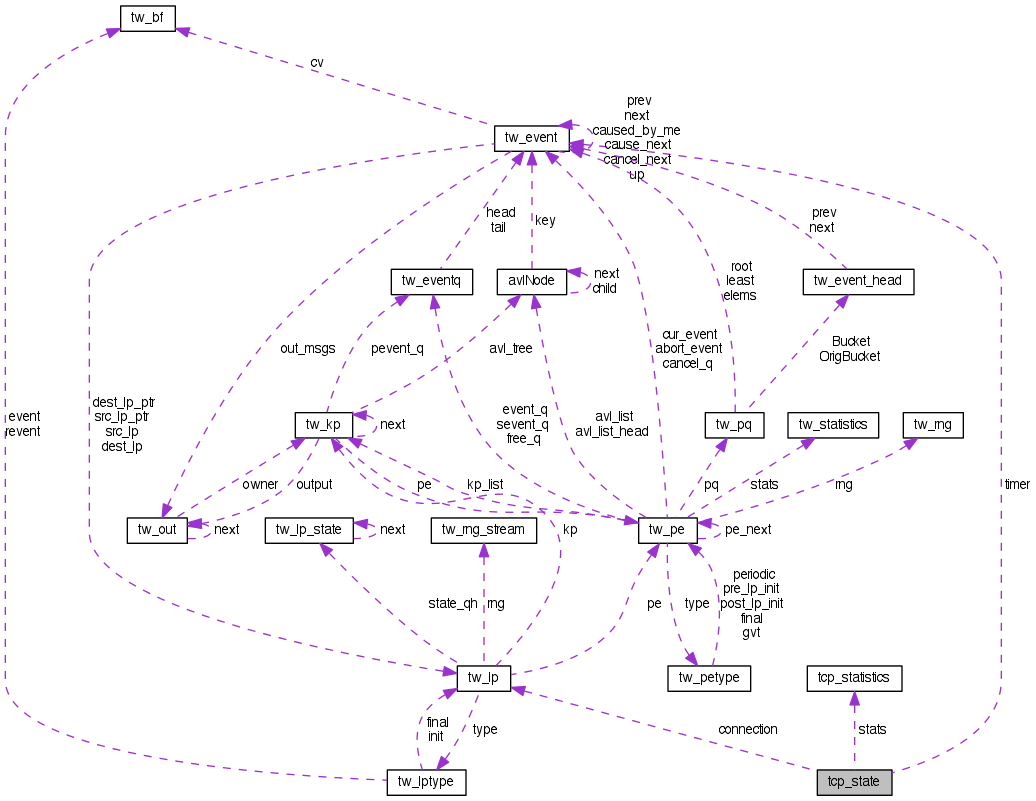 tw_bf
cv
prev
next
caused_by_me
cause_next
cancel_next
up
tw_event
head
tail
key
prev
next
tw_eventq
avlNode
next
child
root
least
elems
tw_event_head
out_msgs
pevent_q
avl_tree
cur_event
abort_event
cancel_q
Bucket
OrigBucket
event
revent
dest_lp_ptr
src_lp_ptr
src_lp
dest_lp
tw_kp
next
event_q
sevent_q
free_q
avl_list
avl_list_head
tw_pq
tw_statistics
tw_rng
owner
output
pe
kp_list
pq
stats
rng
timer
tw_out
next
tw_lp_state
next
tw_rng_stream
kp
tw_pe
pe_next
state_qh
rng
pe
type
periodic
pre_lp_init
post_lp_init
final
gvt
tw_lp
tw_petype
tcp_statistics
final
init
type
connection
stats
tw_lptype
tcp_state